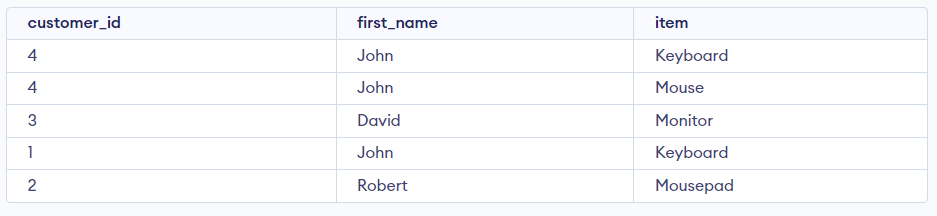 customer_id first_name item
4 John Keyboard
4 John Mouse
3 David Monitor
1 John Keyboard
2 Robert Mousepad